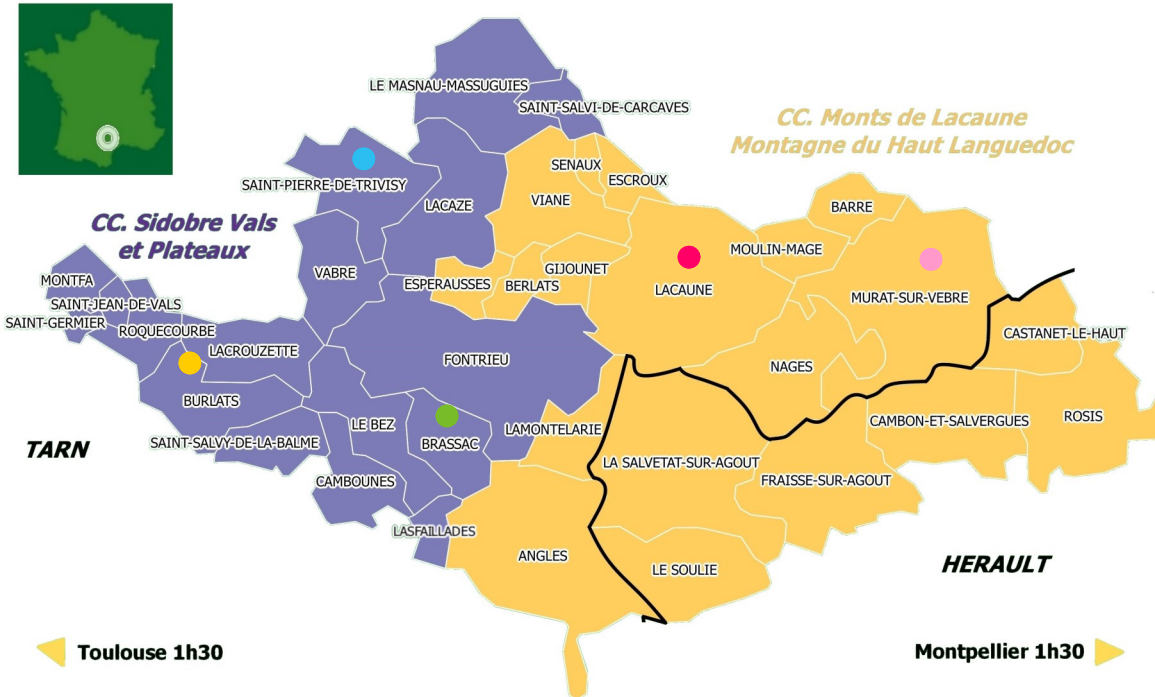 LE MASNAU-MASSUGUIES
SAINT-SALVI-DE-CARCAVES
CC. Monts de Lacaune
Montagne du Haut Languedoc
SENAUX
ESCROUX
SAINT-PIERRE-DE-TRIVISY
VIANE
LACAZE
BARRE
CC. Sidobre Vals
et Plateaux
MOULIN-MAGE
GIJOUNET
VABRE
MONTFA
ESPERAUSSES
BERLATS
LACAUNE
MURAT-SUR-VEBRE
SAINT-JEAN-DE-VALS
SAINT-GERMIER
ROQUECOURBE
CASTANET-LE-HAUT
LACROUZETTE
FONTRIEU
NAGES
BURLATS
ROSIS
CAMBON-ET-SALVERGUES
LE BEZ
LAMONTELARIE
SAINT-SALVY-DE-LA-BALME
BRASSAC
TARN
LA SALVETAT-SUR-AGOUT
CAMBOUNES
FRAISSE-SUR-AGOUT
LASFAILLADES
ANGLES
LE SOULIE
HERAULT
Toulouse 1h30
Montpellier 1h30